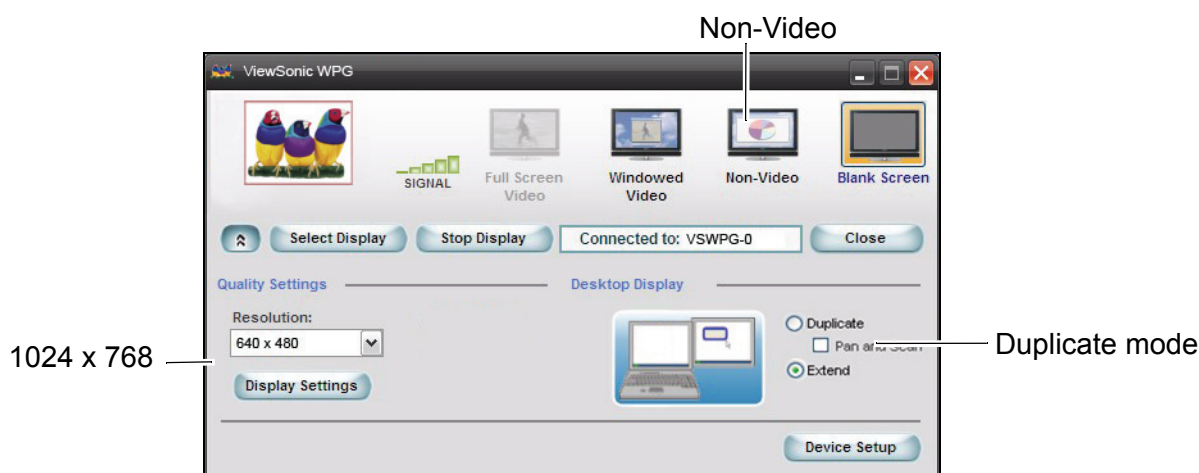 Non-Video
ViewSonic WPG
SIGNAL
Full Screen
Video
Windowed
Video
Non-Video
Blank Screen
Select Display
Stop Display
Connected to: VSWPG-0
Close
Quality Settings
Desktop Display
Resolution:
640 x 480
Display Settings
Duplicate
Pan and Scan
Extend
1024 x 768
Duplicate mode
Device Setup